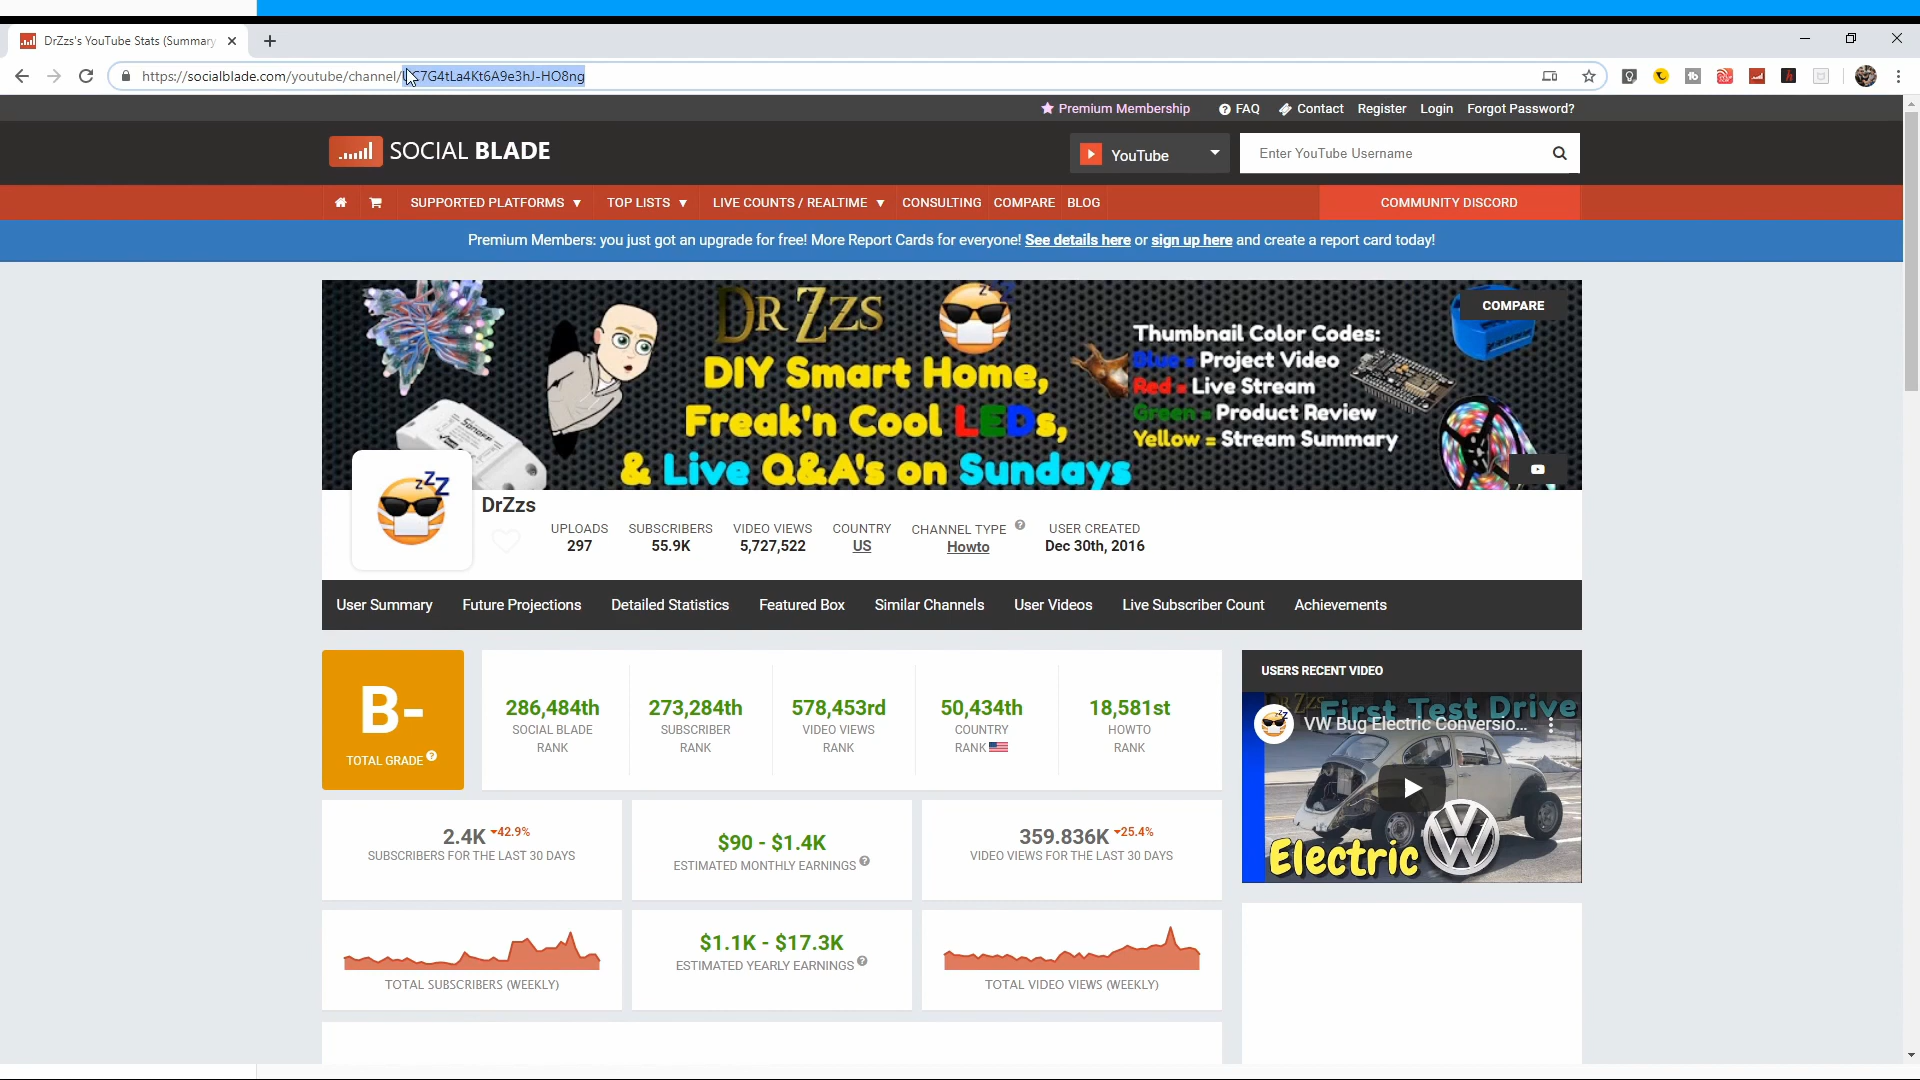 DrZzs's YouTube Stats (Summary
https://socialblade.com/youtube/channel/UC7G4tLa4Kt6A9e3hJ-HO8ng
Premium Membership FAQ Contact Register Login Forgot Password?
SOCIAL BLADE
YouTube
Enter YouTube Username
SUPPORTED PLATFORMS TOP LISTS LIVE COUNTS / REALTIME CONSULTING COMPARE BLOG COMMUNITY DISCORD
Premium Members: you just got an upgrade for free! More Report Cards for everyone! See details here or sign up here and create a report card today!
COMPARE
DrZzs
DIY Smart Home,
Freak'n Cool LEDs,
& Live Q&A's on Sundays
Thumbnail Color Codes:
Blue = Project Video
Red = Live Stream
Green = Product Review
Yellow = Stream Summary
DrZzs
UPLOADS SUBSCRIBERS VIDEO VIEWS COUNTRY CHANNEL TYPE USER CREATED
297 55.9K 5,727,522 US Howto Dec 30th, 2016
User Summary Future Projections Detailed Statistics Featured Box Similar Channels User Videos Live Subscriber Count Achievements
B-
TOTAL GRADE
286,484th 273,284th 578,453rd 50,434th 18,581st
SOCIAL BLADE SUBSCRIBER VIDEO VIEWS COUNTRY HOWTO
RANK RANK RANK RANK RANK
USERS RECENT VIDEO
DrZzs First Test Drive
VW Bug Electric Conversio...
Electric
2.4K 42.9%
SUBSCRIBERS FOR THE LAST 30 DAYS
$90 - $1.4K
ESTIMATED MONTHLY EARNINGS
359.836K 25.4%
VIDEO VIEWS FOR THE LAST 30 DAYS
TOTAL SUBSCRIBERS (WEEKLY)
$1.1K - $17.3K
ESTIMATED YEARLY EARNINGS
TOTAL VIDEO VIEWS (WEEKLY)